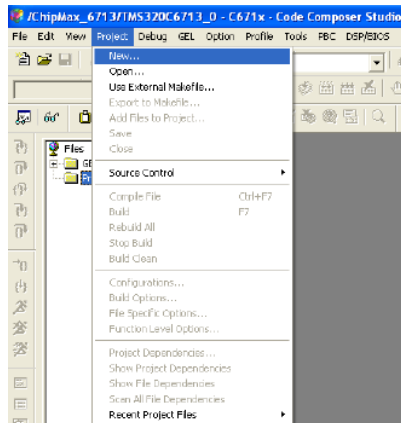 /ChipMax_6713/TMS320C6713_0 - C671x - Code Composer Studio
File Edit View Project Debug GEL Option Profile Tools PBC DSP/BIOS
New...
Open...
Use External Makefile...
Export to Makefile...
Add Files to Project...
Save
Close
Files
Source Control
Compile File Ctrl+F7
Build F7
Rebuild All
Stop Build
Build Clean
Configurations...
Build Options...
File Specific Options...
Function Level Options...
Project Dependencies...
Show Project Dependencies
Show File Dependencies
Scan All File Dependencies
Recent Project Files